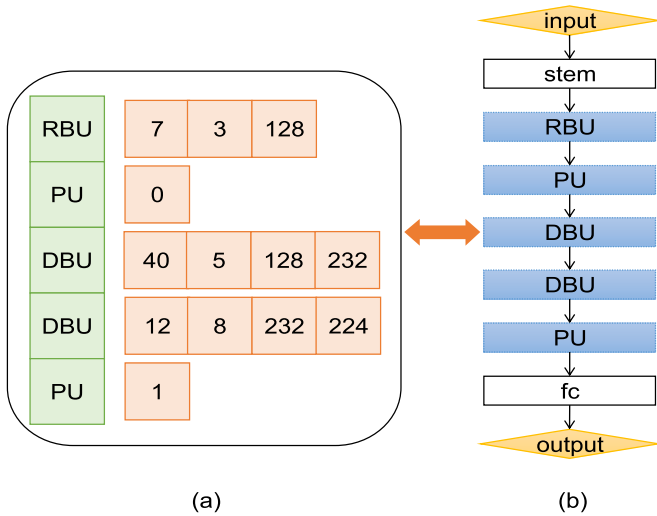 RBU 7 3 128
PU 0
DBU 40 5 128 232
DBU 12 8 232 224
PU 1
(a)
input
stem
RBU
PU
DBU
DBU
PU
fc
output
(b)